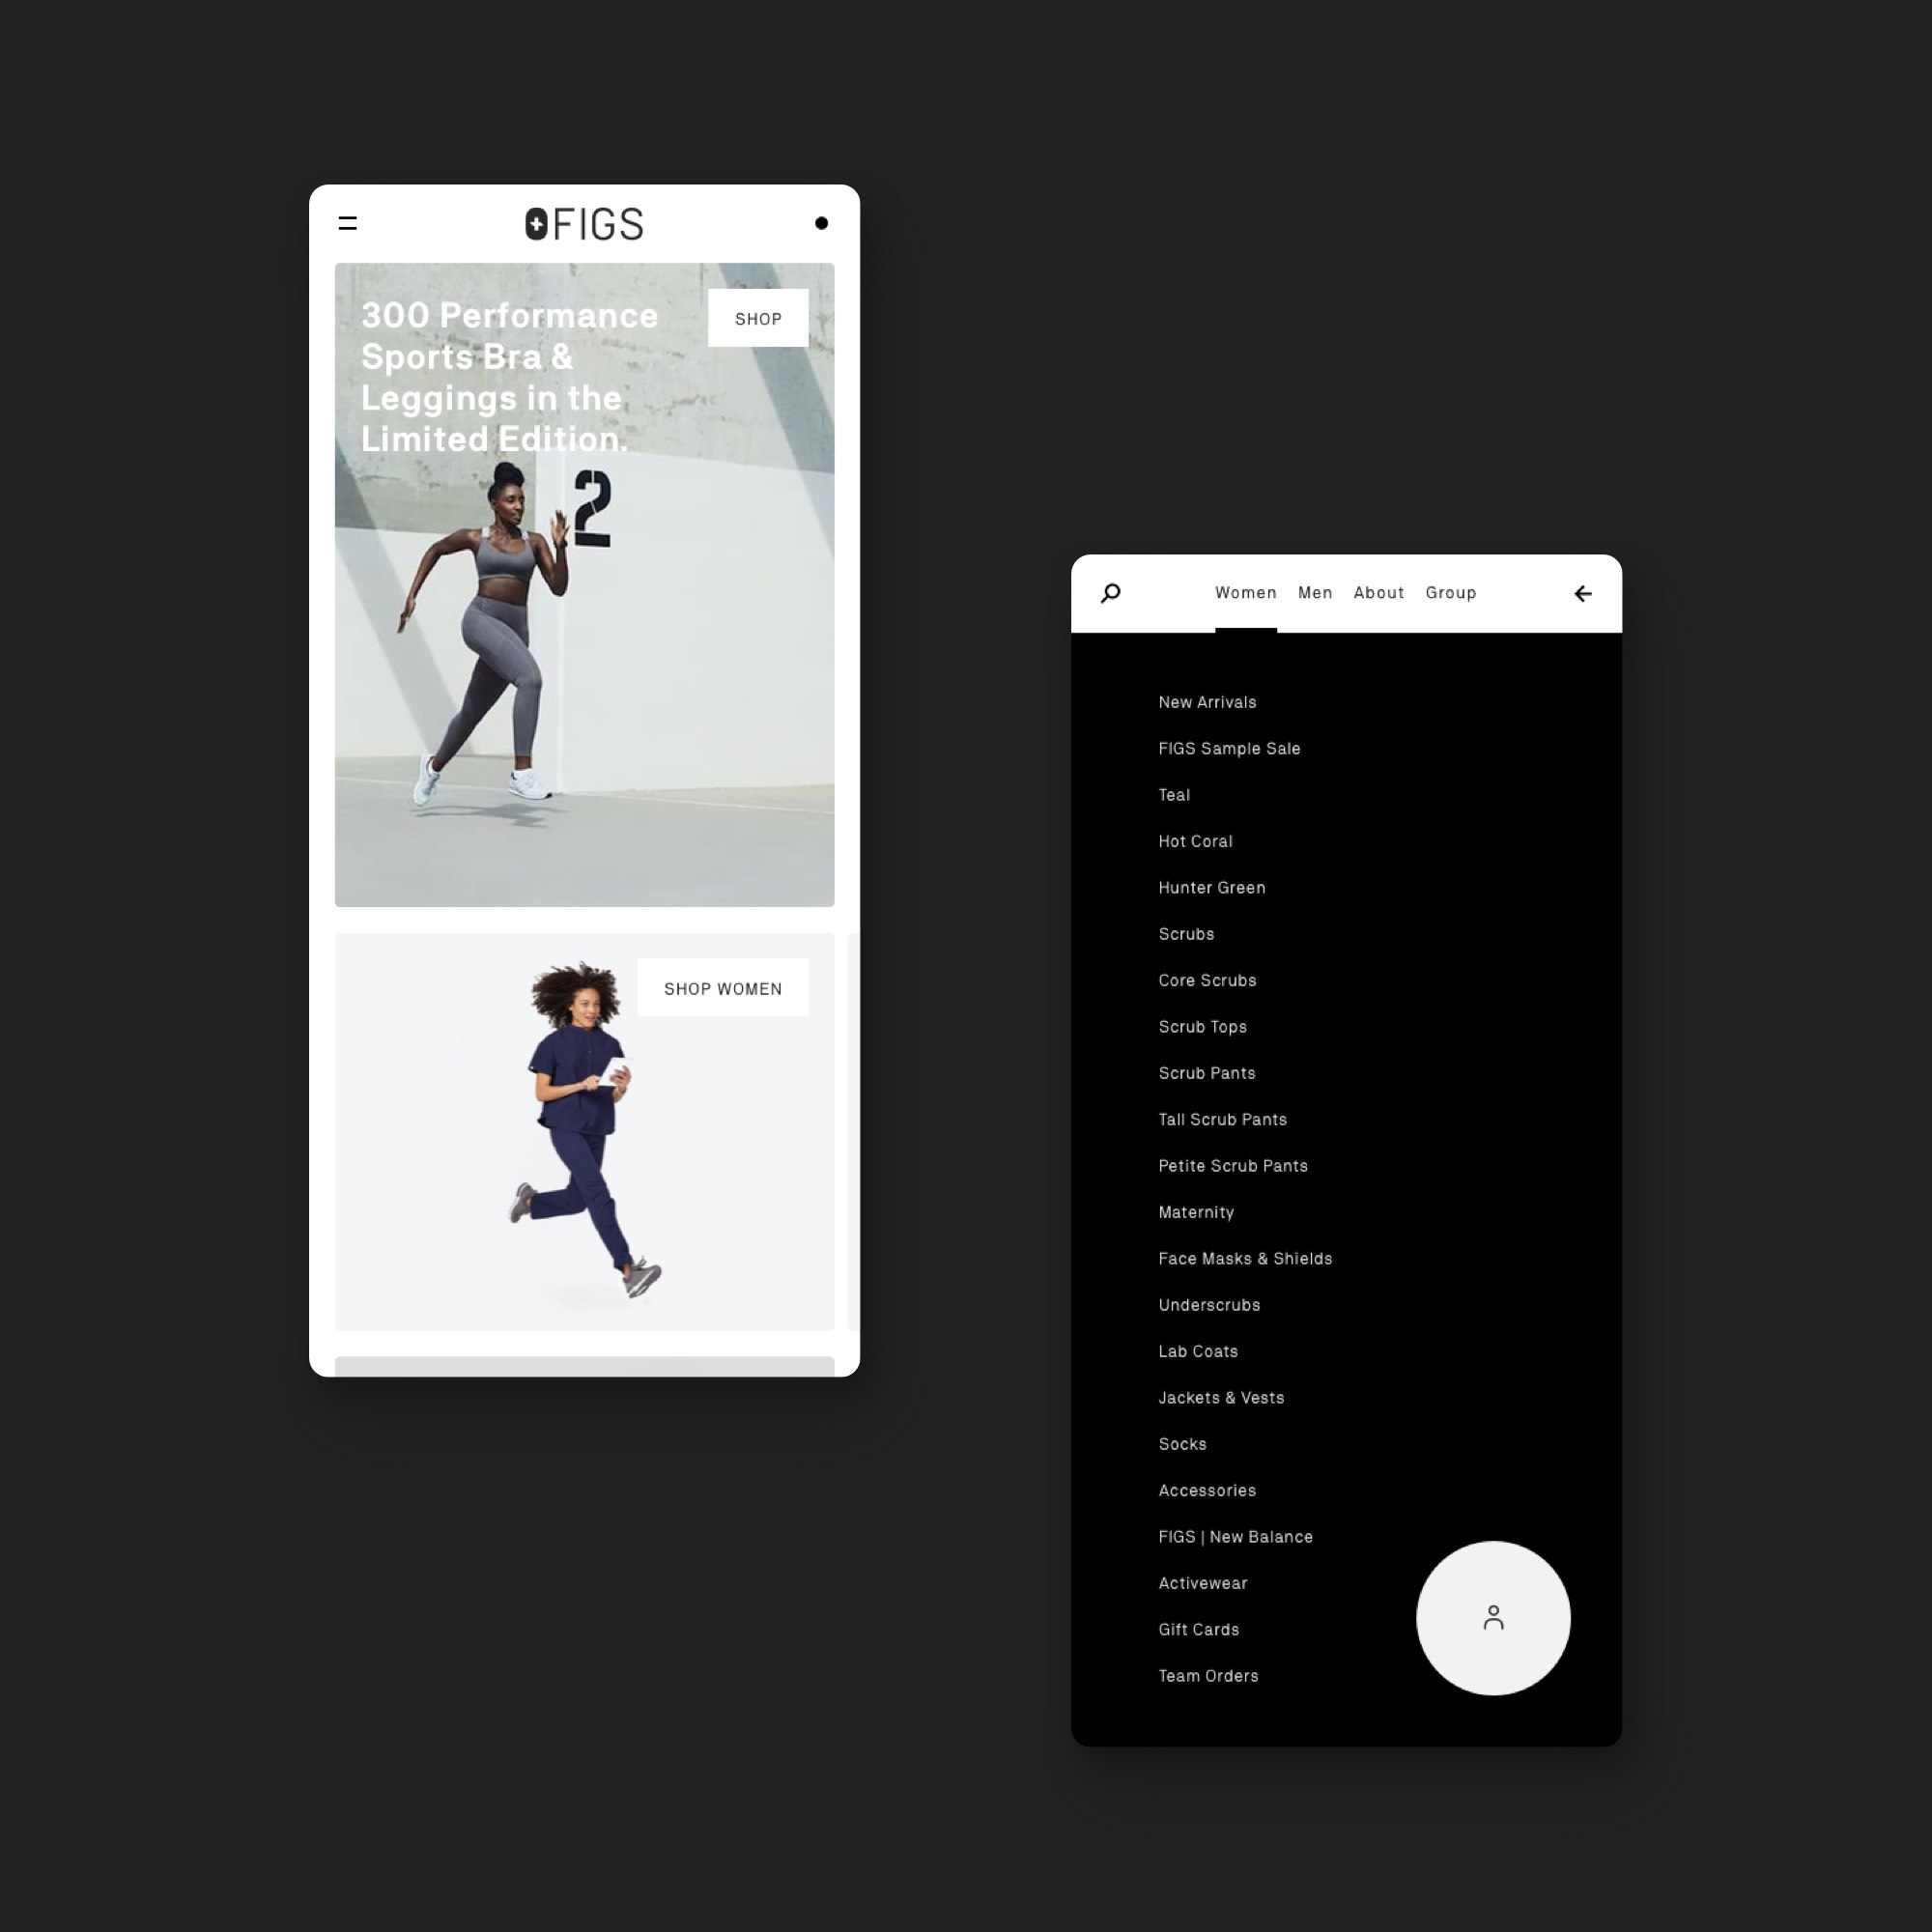 FIGS
300 Performance
Sports Bra &
Leggings in the
Limited Edition.
SHOP
2
SHOP WOMEN
Women Men About Group
New Arrivals
FIGS Sample Sale
Teal
Hot Coral
Hunter Green
Scrubs
Core Scrubs
Scrub Tops
Scrub Pants
Tall Scrub Pants
Petite Scrub Pants
Maternity
Face Masks & Shields
Underscrubs
Lab Coats
Jackets & Vests
Socks
Accessories
FIGS | New Balance
Activewear
Gift Cards
Team Orders